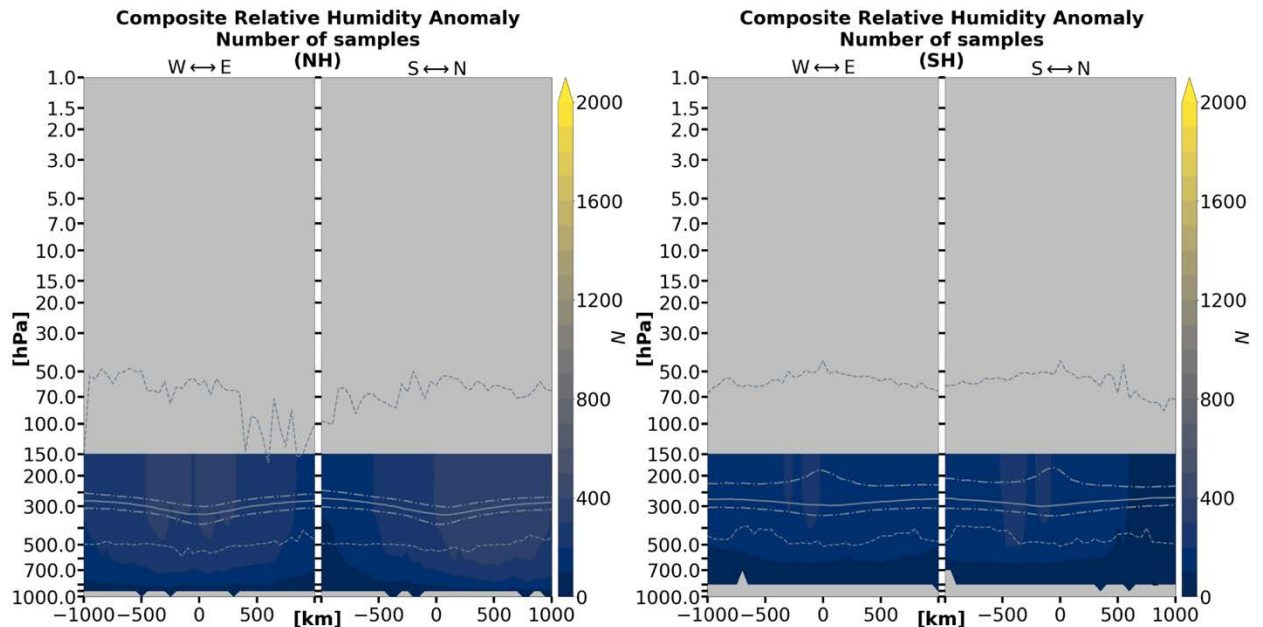 Composite Relative Humidity Anomaly
Number of samples
(NH)
W ⟷ E
S ⟷ N
1.0
1.5
2.0
3.0
5.0
7.0
10.0
15.0
20.0
30.0
50.0
70.0
100.0
150.0
200.0
300.0
500.0
700.0
1000.0
[hPa]
−1000 −500 0 500 0 −500 0 500 1000
[km]
2000
1600
1200
800
400
0
N
Composite Relative Humidity Anomaly
Number of samples
(SH)
W ⟷ E
S ⟷ N
1.0
1.5
2.0
3.0
5.0
7.0
10.0
15.0
20.0
30.0
50.0
70.0
100.0
150.0
200.0
300.0
500.0
700.0
1000.0
[hPa]
−1000 −500 0 500 −500 0 500 1000
[km]
2000
1600
1200
800
400
0
N